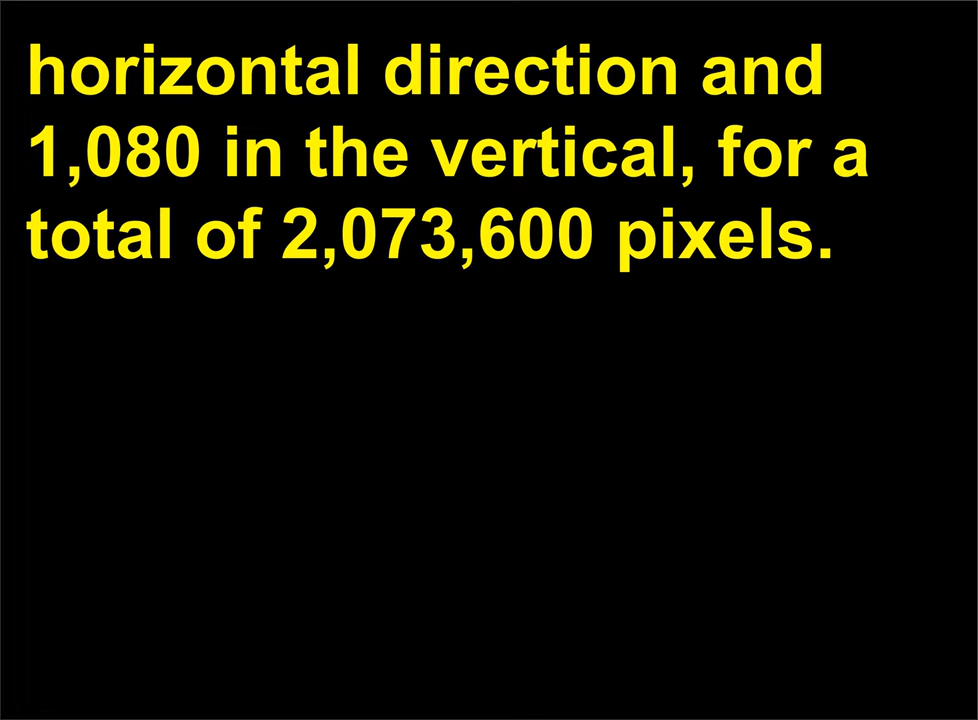 horizontal direction and
1,080 in the vertical, for a
total of 2,073,600 pixels.